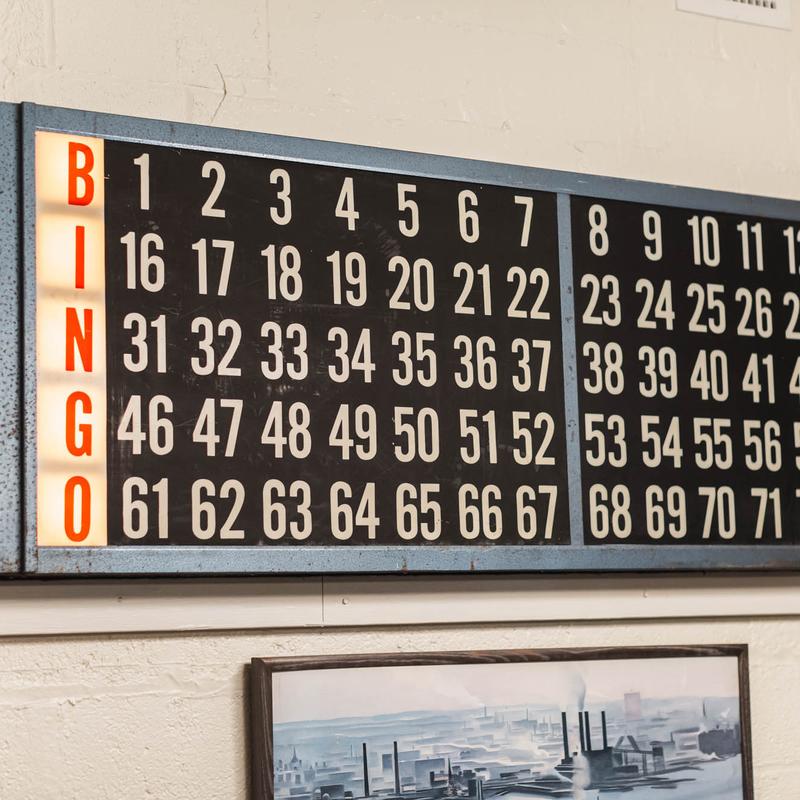 B 1 2 3 4 5 6 7 8 9 10 11
I 16 17 18 19 20 21 22 23 24 25 26
N 31 32 33 34 35 36 37 38 39 40 41
G 46 47 48 49 50 51 52 53 54 55 56
O 61 62 63 64 65 66 67 68 69 70 71